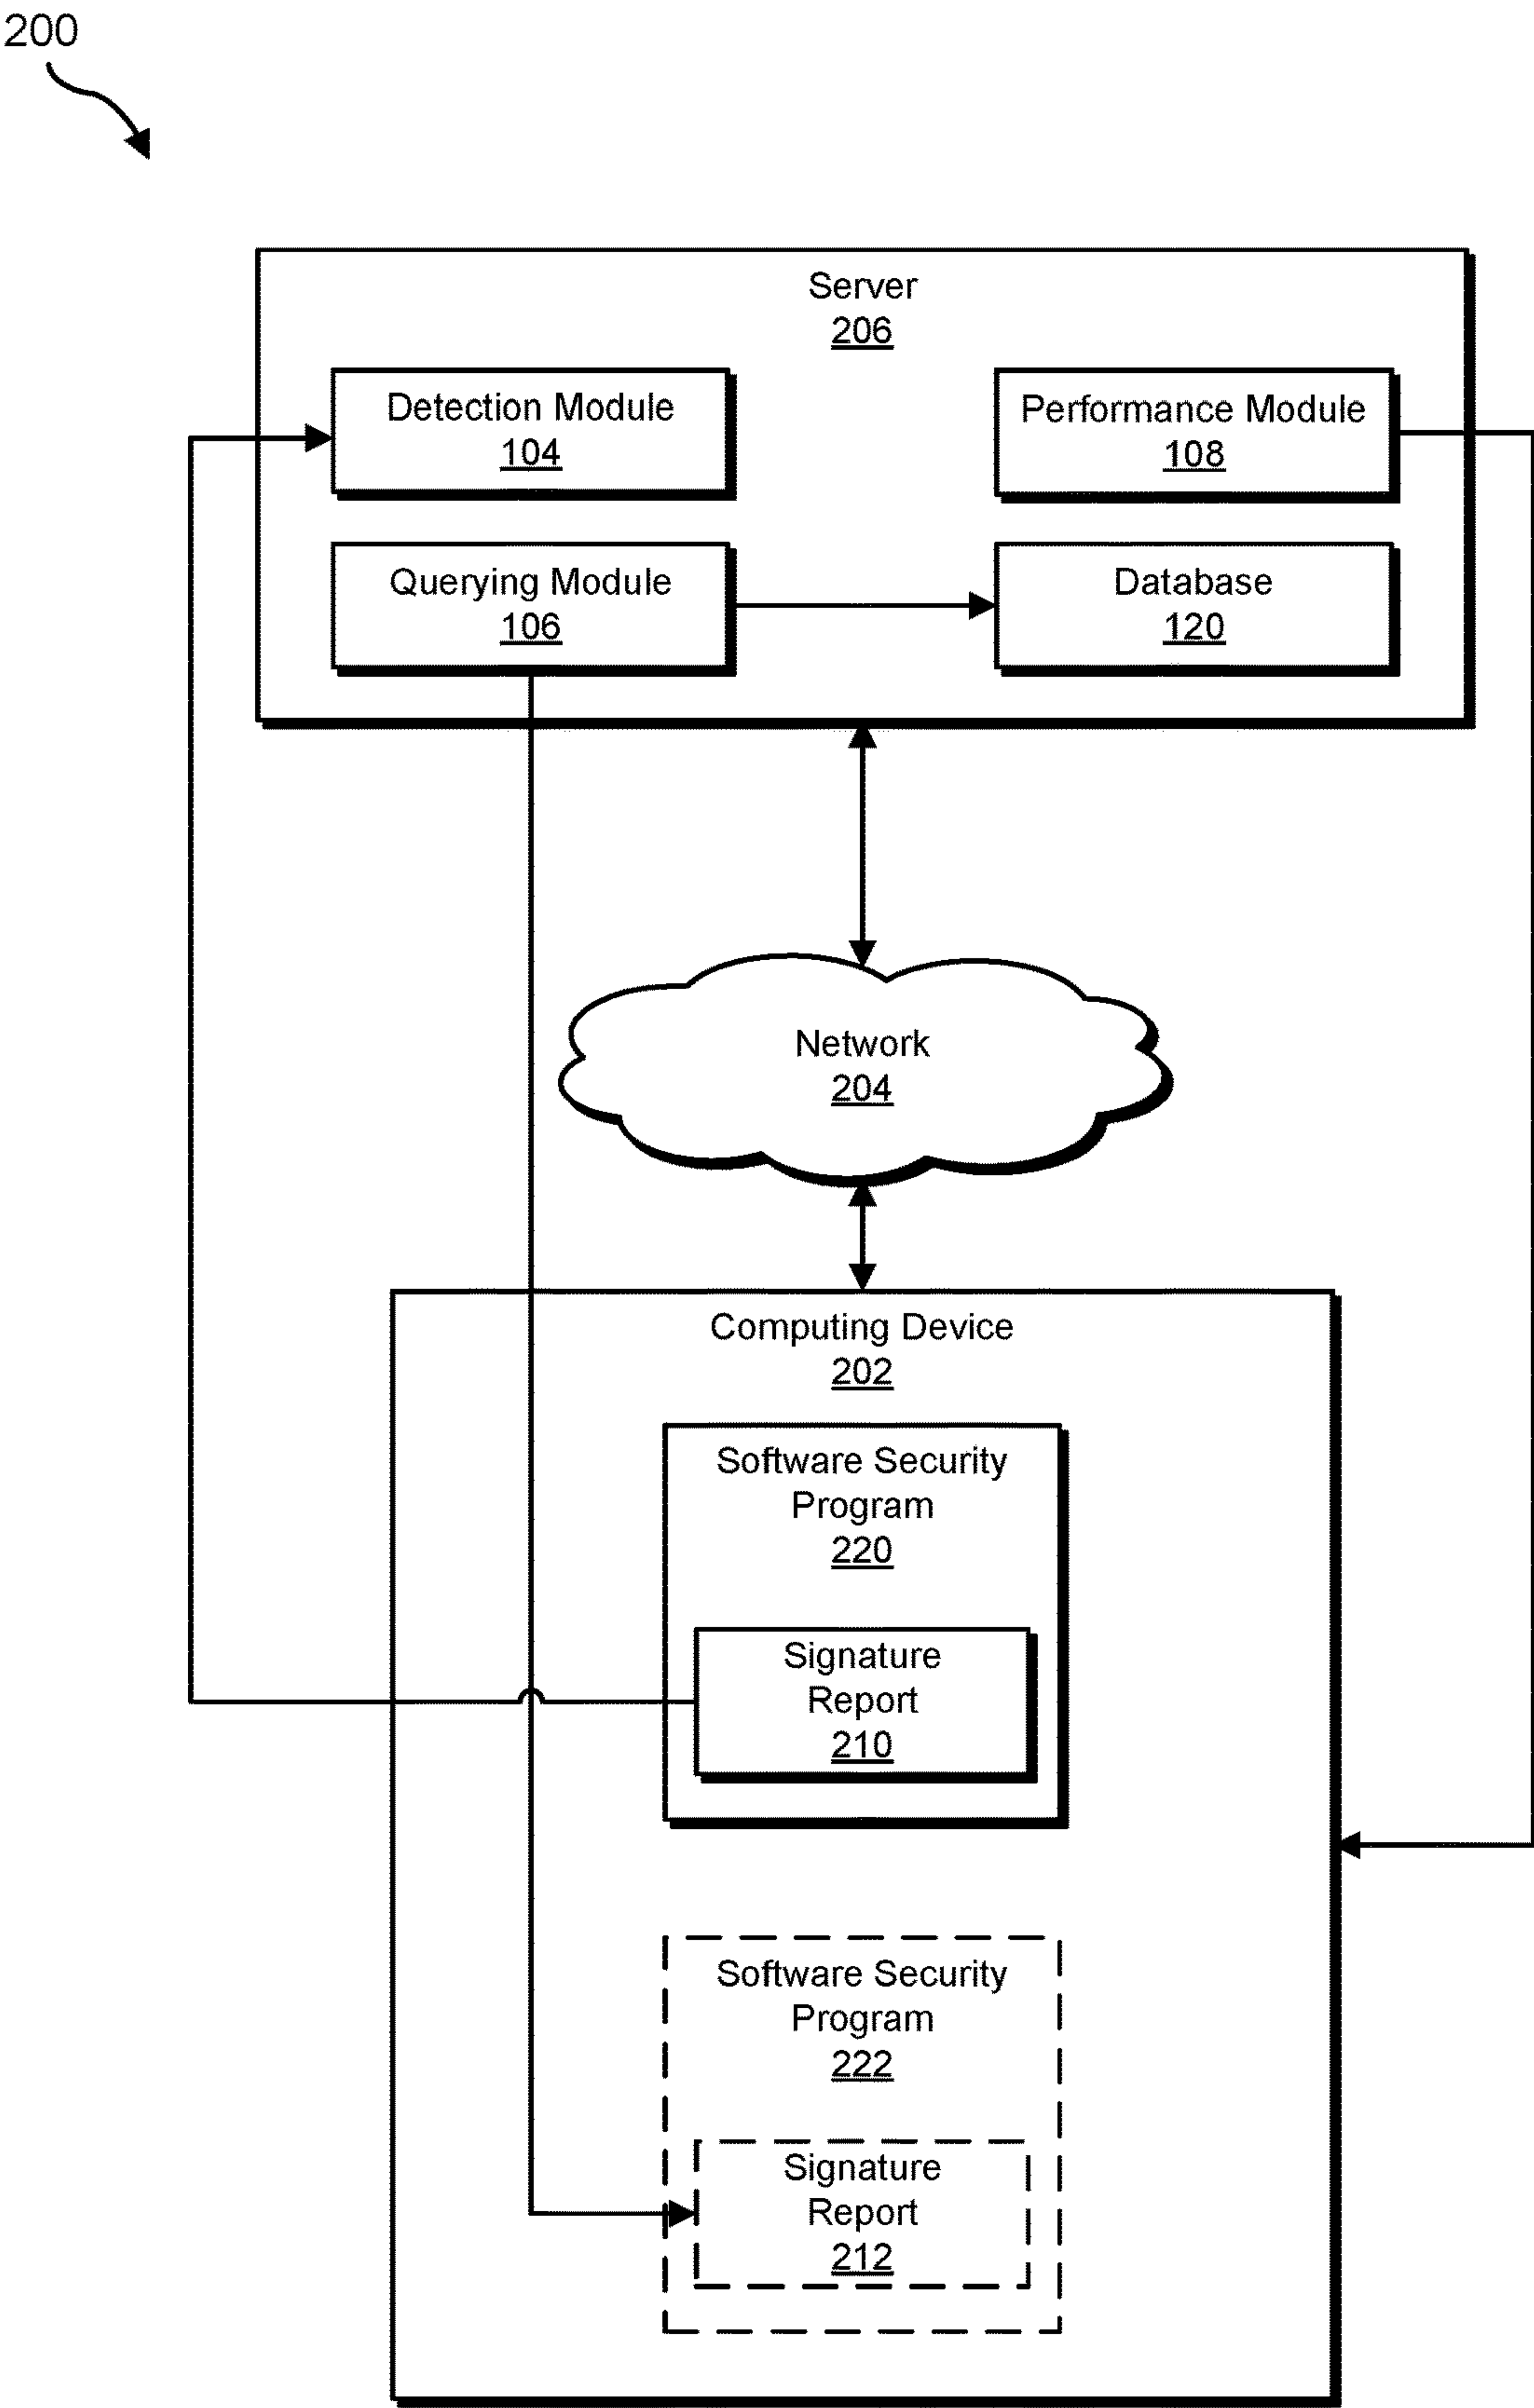 200
Server
206
Detection Module
104
Performance Module
108
Querying Module
106
Database
120
Network
204
Computing Device
202
Software Security
Program
220
Signature
Report
210
Software Security
Program
222
Signature
Report
212